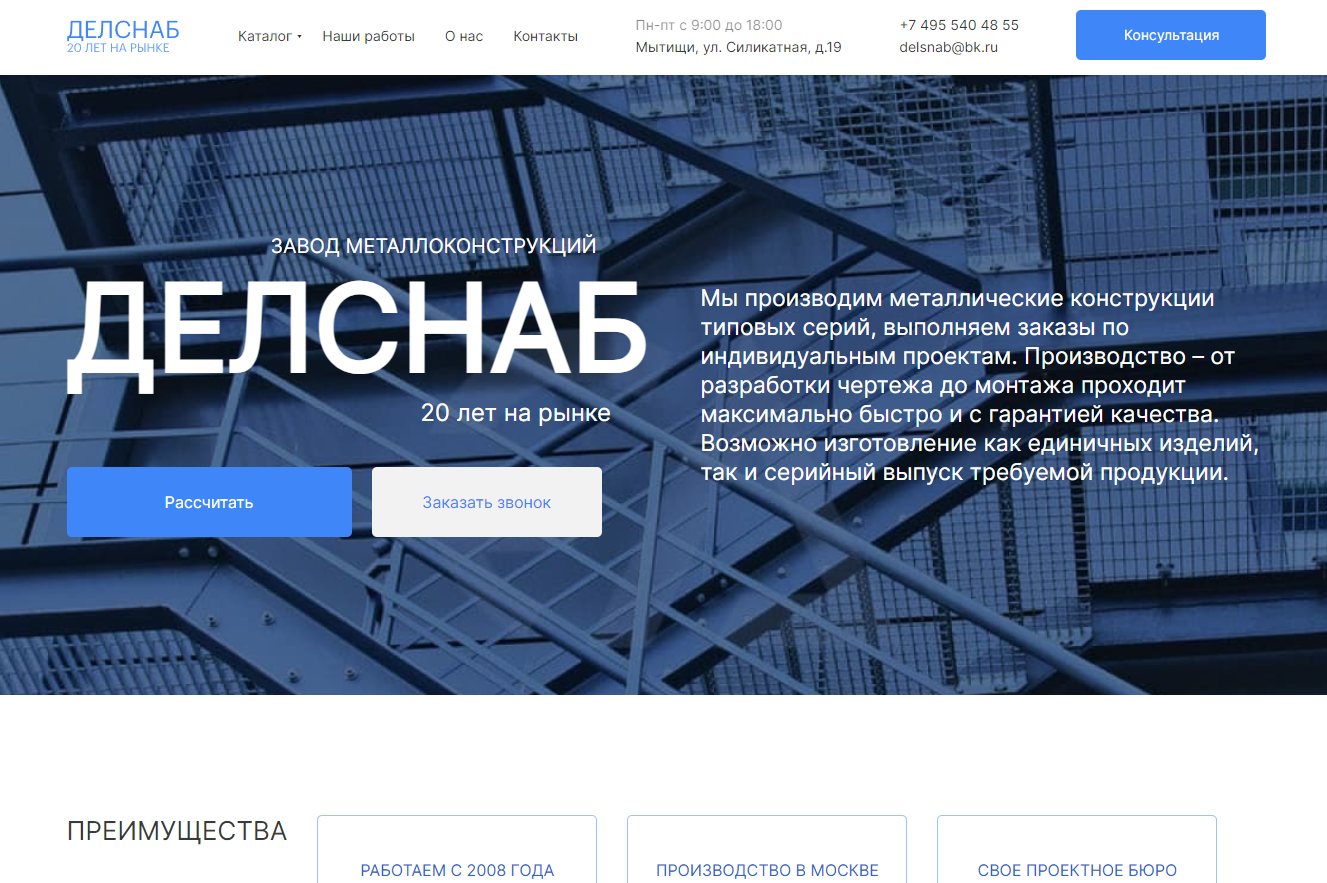 ДЕЛСНАБ
20 ЛЕТ НА РЫНКЕ
Каталог
Наши работы
О нас
Контакты
Пн-пт с 9:00 до 18:00
Мытищи, ул. Силикатная, д.19
+7 495 540 48 55
delsnab@bk.ru
Консультация
ЗАВОД МЕТАЛЛОКОНСТРУКЦИЙ
ДЕЛСНАБ
20 лет на рынке
Рассчитать
Заказать звонок
Мы производим металлические конструкции
типовых серий, выполняем заказы по
индивидуальным проектам. Производство – от
разработки чертежа до монтажа проходит
максимально быстро и с гарантией качества.
Возможно изготовление как единичных изделий,
так и серийный выпуск требуемой продукции.
ПРЕИМУЩЕСТВА
РАБОТАЕМ С 2008 ГОДА
ПРОИЗВОДСТВО В МОСКВЕ
СВОЕ ПРОЕКТНОЕ БЮРО